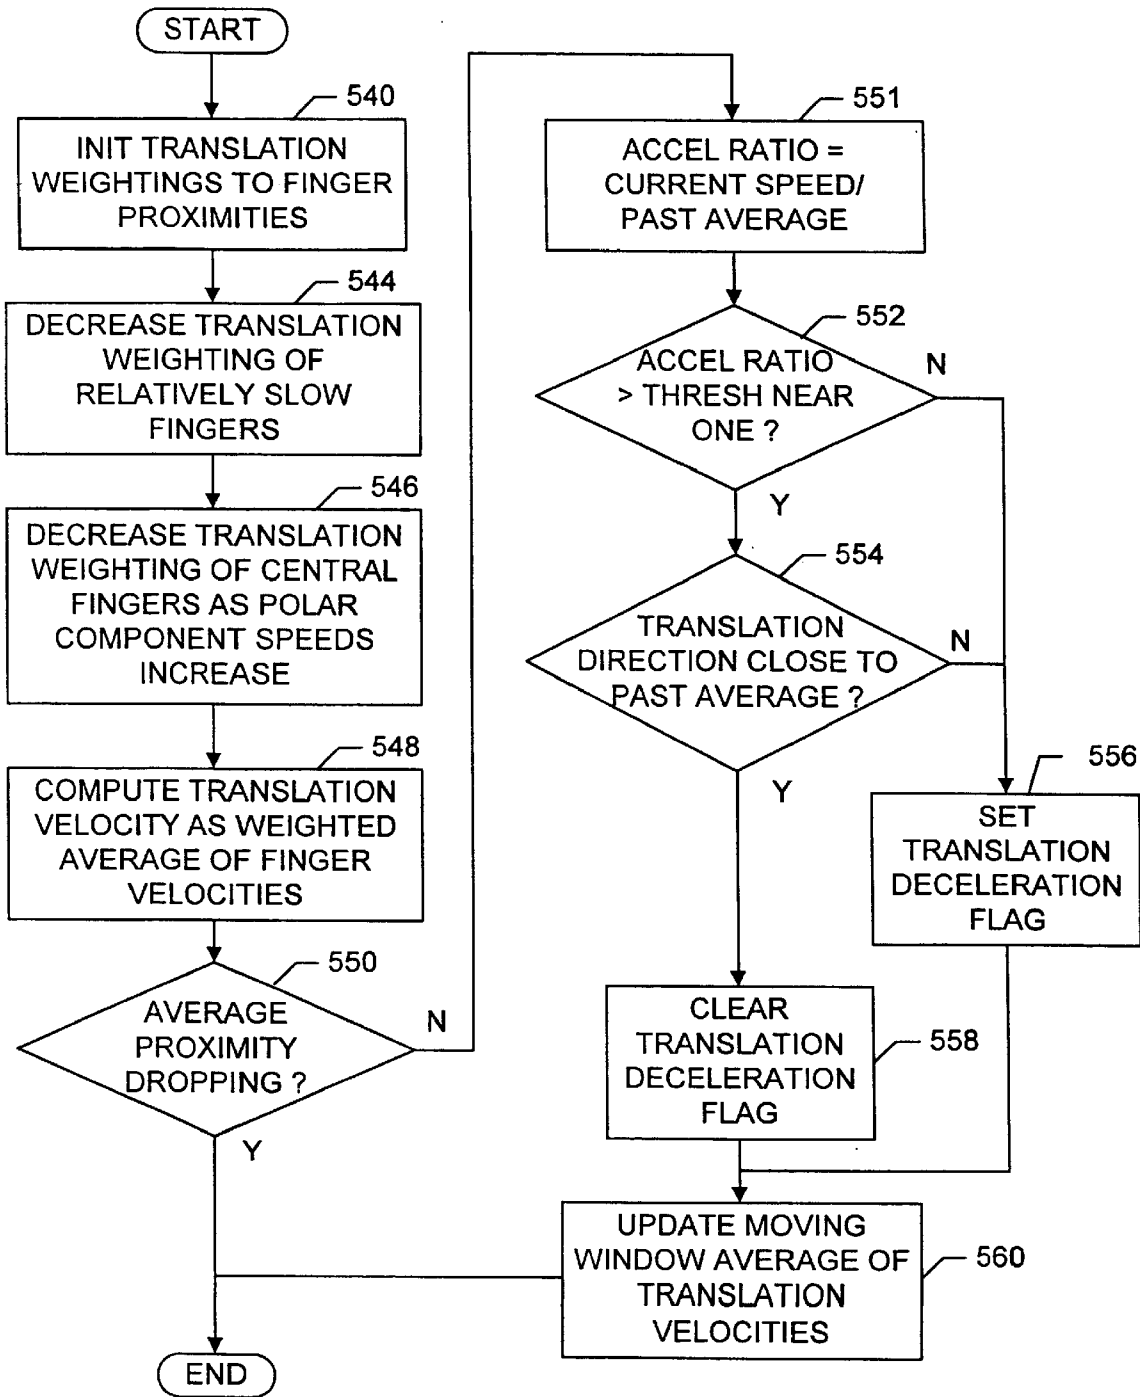 START
540
INIT TRANSLATION
WEIGHTINGS TO FINGER
PROXIMITIES
544
DECREASE TRANSLATION
WEIGHTING OF
RELATIVELY SLOW
FINGERS
546
DECREASE TRANSLATION
WEIGHTING OF CENTRAL
FINGERS AS POLAR
COMPONENT SPEEDS
INCREASE
548
COMPUTE TRANSLATION
VELOCITY AS WEIGHTED
AVERAGE OF FINGER
VELOCITIES
550
AVERAGE
PROXIMITY
DROPPING ?
N
Y
551
ACCEL RATIO =
CURRENT SPEED/
PAST AVERAGE
552
ACCEL RATIO
> THRESH NEAR
ONE ?
N
Y
554
TRANSLATION
DIRECTION CLOSE TO
PAST AVERAGE ?
N
Y
556
SET
TRANSLATION
DECELERATION
FLAG
CLEAR
TRANSLATION
DECELERATION
FLAG
558
UPDATE MOVING
WINDOW AVERAGE OF
TRANSLATION
VELOCITIES
560
END